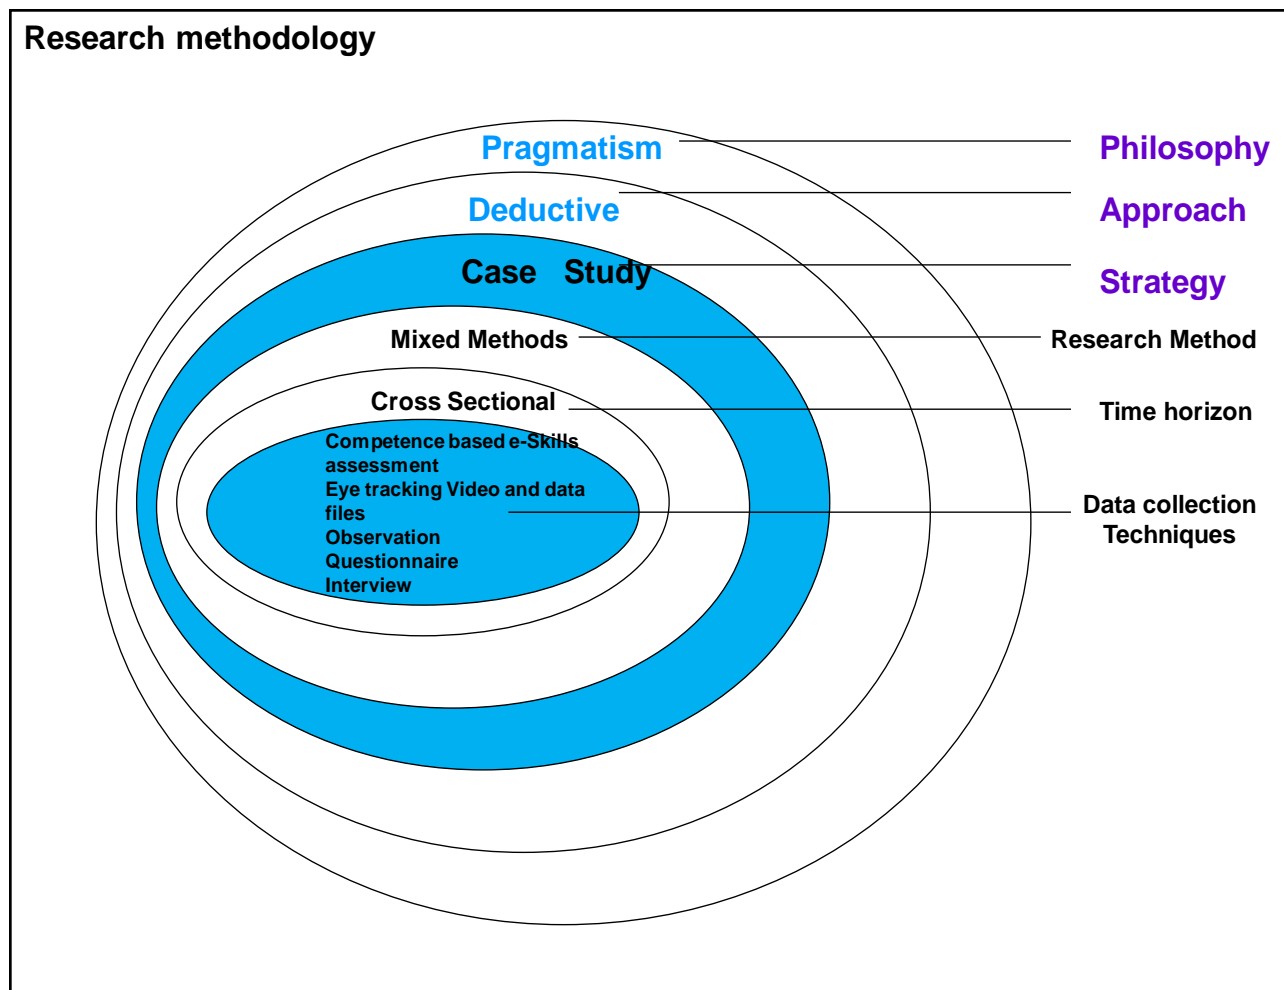 Research methodology
Pragmatism
Philosophy
Deductive
Approach
Case Study
Strategy
Mixed Methods
Research Method
Cross Sectional
Time horizon
Competence based e-Skills
assessment
Eye tracking Video and data
files
Observation
Questionnaire
Interview
Data collection
Techniques